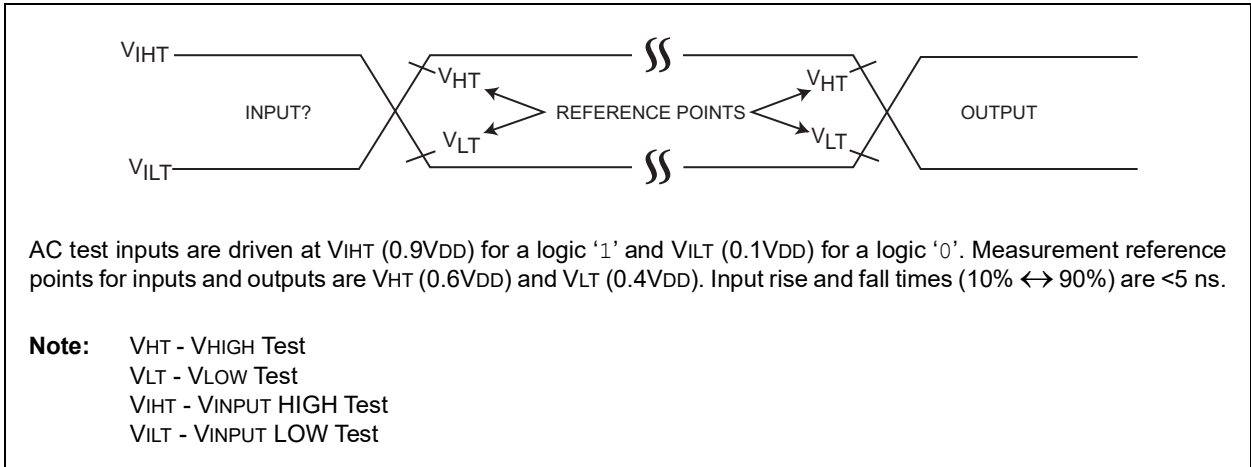 VIHT
VHT
VHT
INPUT?
REFERENCE POINTS
OUTPUT
VLT
VLT
VILT
AC test inputs are driven at VIHT (0.9VDD) for a logic ‘1’ and VILT (0.1VDD) for a logic ‘0’. Measurement reference
points for inputs and outputs are VHT (0.6VDD) and VLT (0.4VDD). Input rise and fall times (10% ↔ 90%) are <5 ns.
Note: VHT - VHIGH Test
VLT - VLOW Test
VIHT - VINPUT HIGH Test
VILT - VINPUT LOW Test